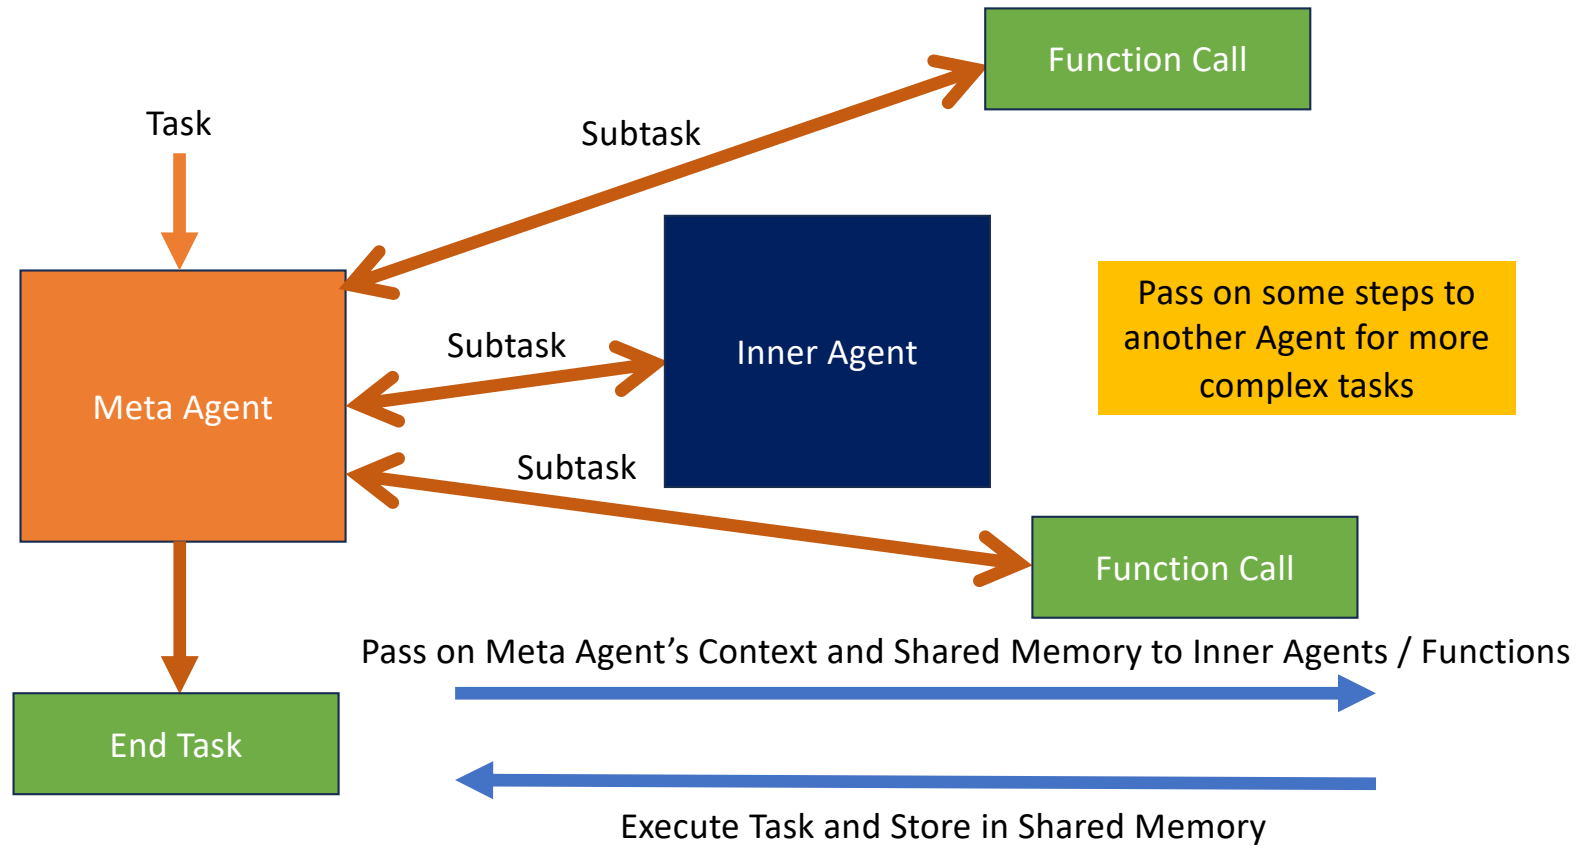 Function Call
Task
Subtask
Inner Agent
Pass on some steps to
another Agent for more
complex tasks
Subtask
Meta Agent
Subtask
Function Call
Pass on Meta Agent’s Context and Shared Memory to Inner Agents / Functions
End Task
Execute Task and Store in Shared Memory